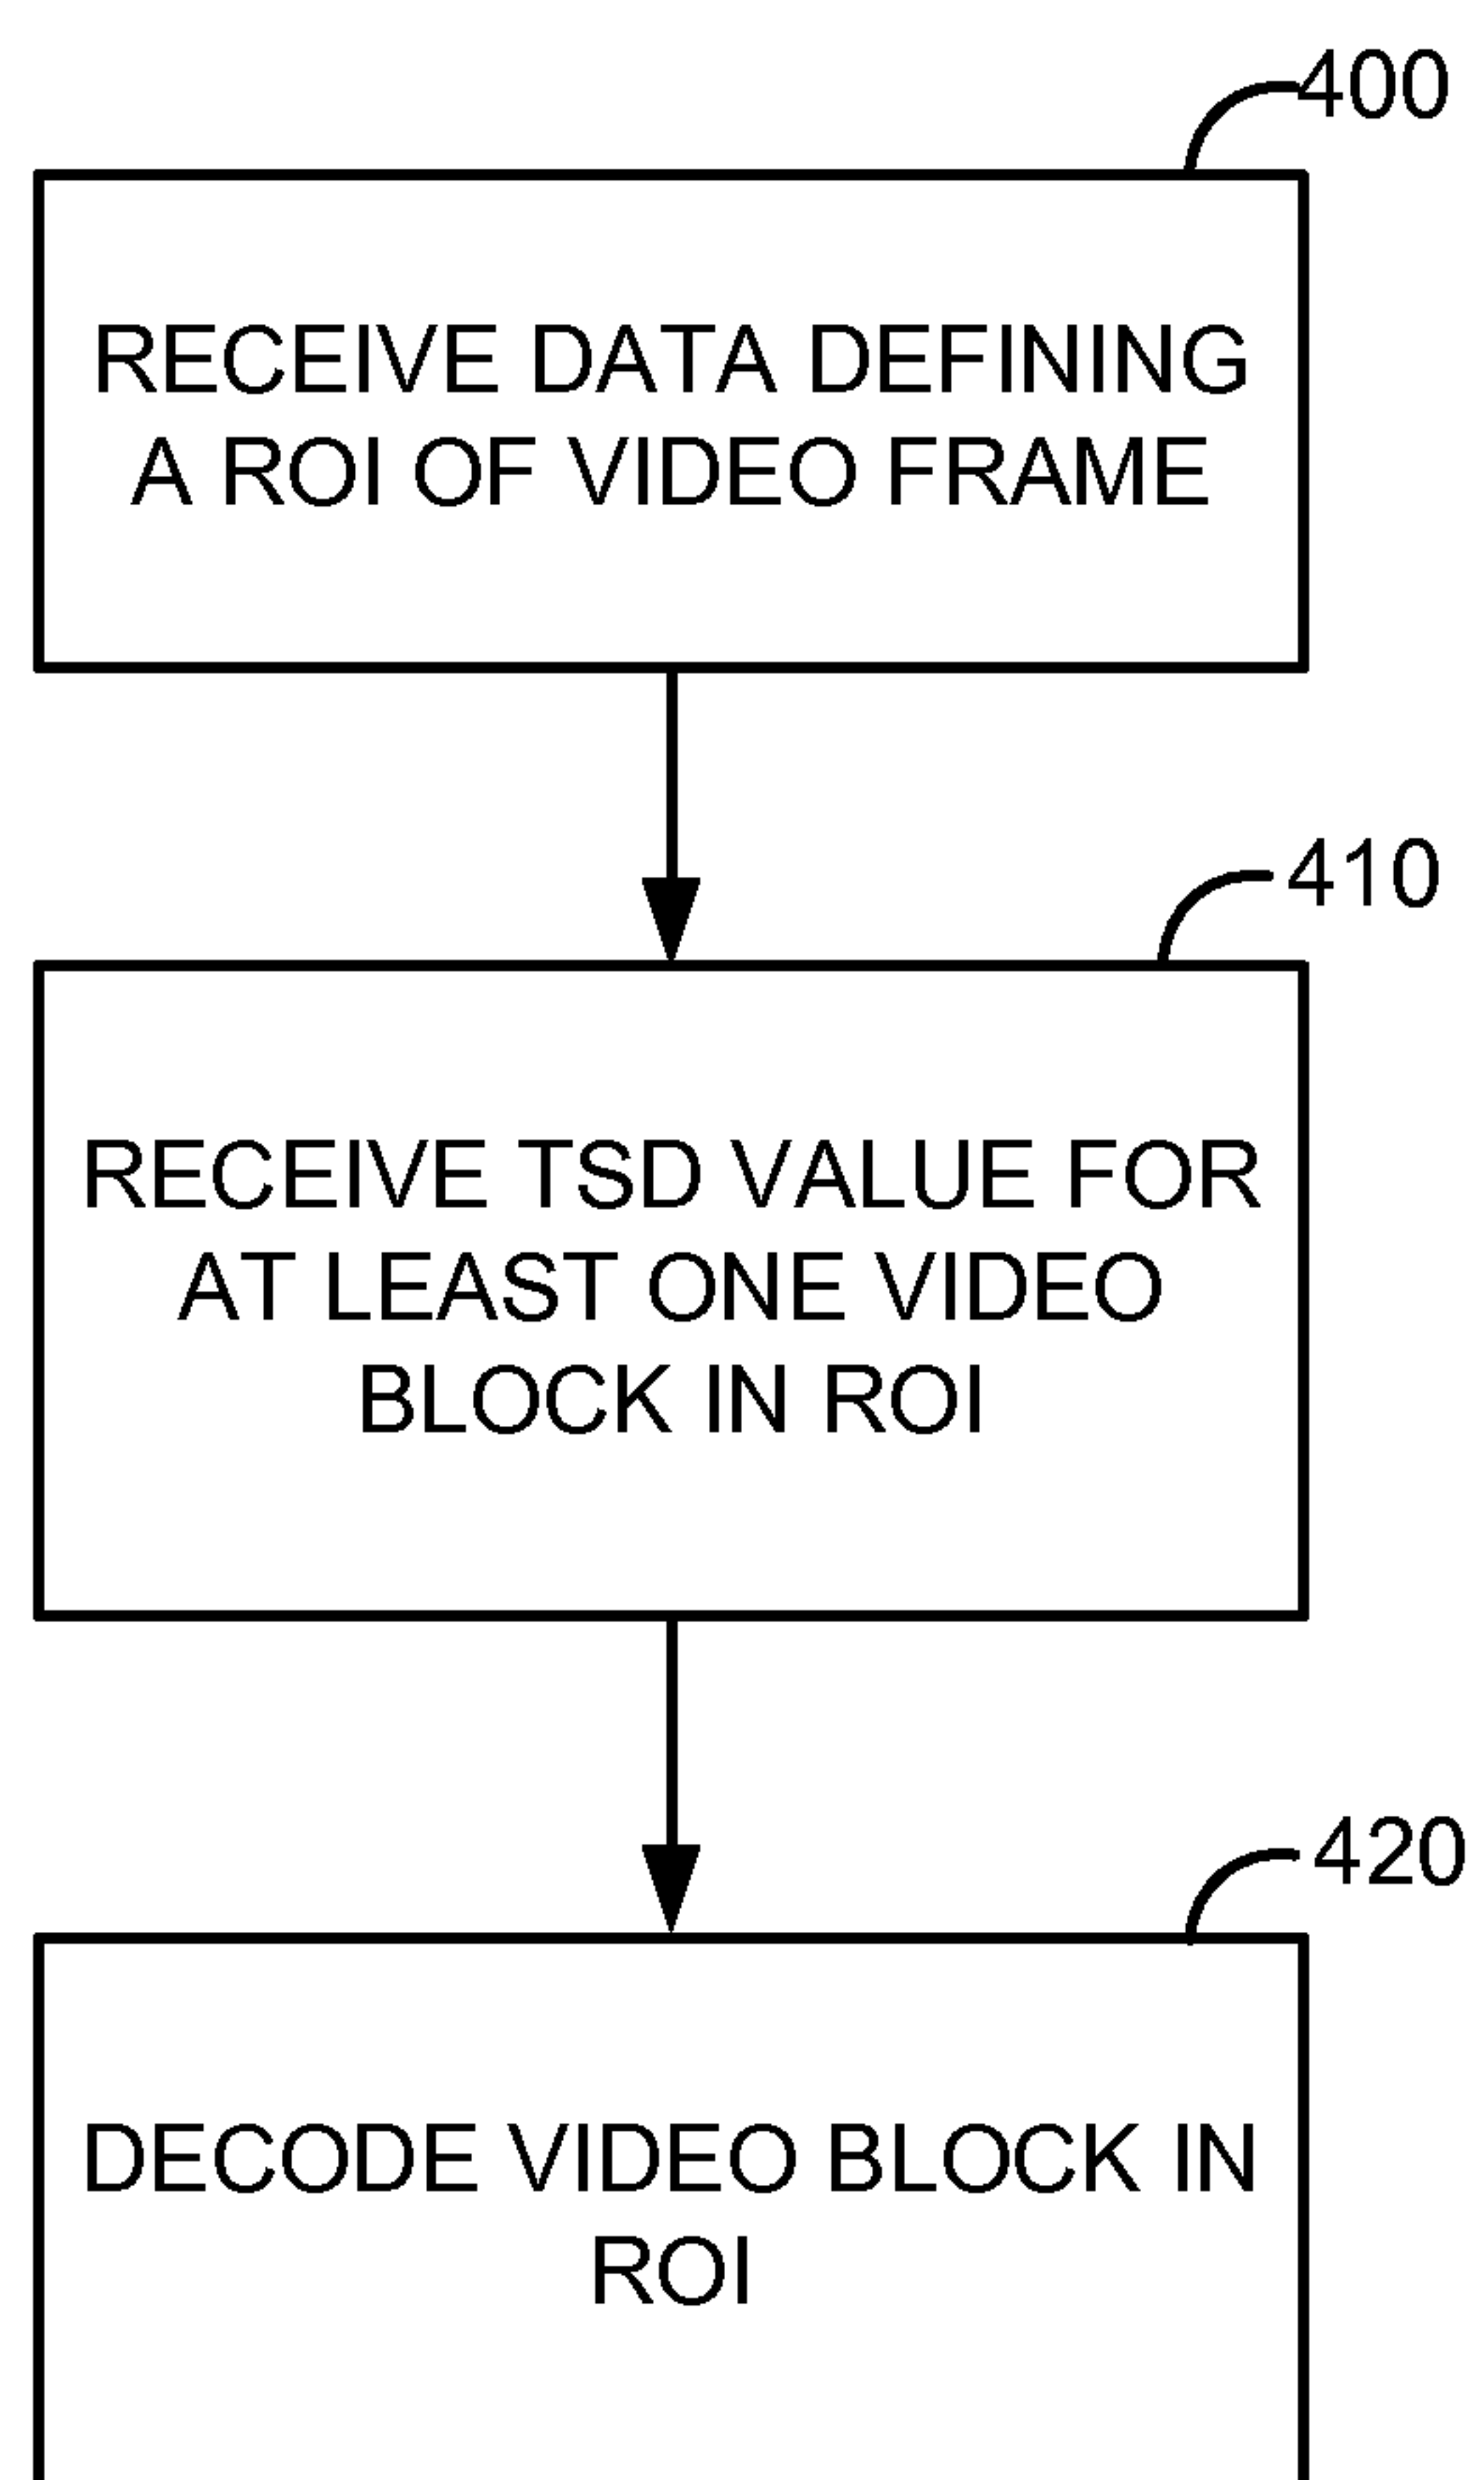 400
RECEIVE DATA DEFINING
A ROI OF VIDEO FRAME
410
RECEIVE TSD VALUE FOR
AT LEAST ONE VIDEO
BLOCK IN ROI
420
DECODE VIDEO BLOCK IN
ROI